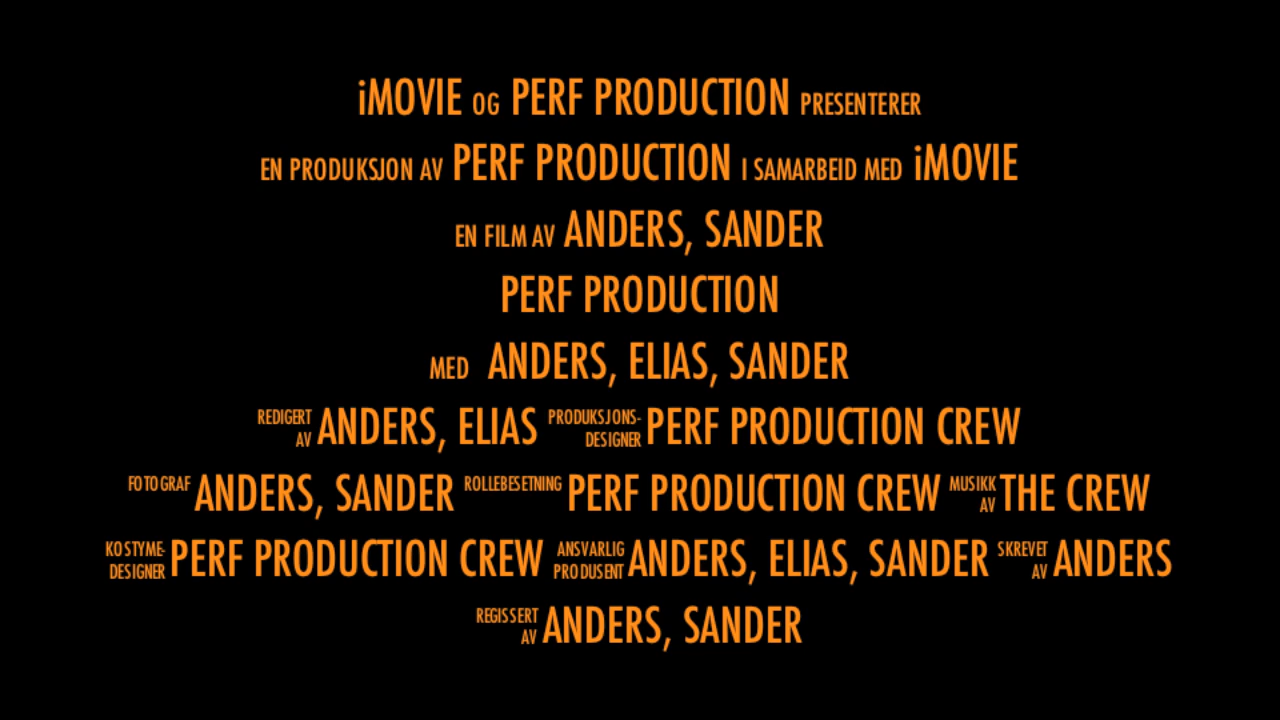 iMOVIE OG PERF PRODUCTION PRESENTERER
EN PRODUKSJON AV PERF PRODUCTION I SAMARBEID MED iMOVIE
EN FILM AV ANDERS, SANDER
PERF PRODUCTION
MED ANDERS, ELIAS, SANDER
REDIGERT AV ANDERS, ELIAS PRODUKSJONS-DESIGNER PERF PRODUCTION CREW
FOTOGRAF ANDERS, SANDER ROLLEBESETNING PERF PRODUCTION CREW MUSIKK AV THE CREW
KOSTYME-DESIGNER PERF PRODUCTION CREW ANSVARLIG PRODUSENT ANDERS, ELIAS, SANDER SKREVET AV ANDERS
REGISSERT AV ANDERS, SANDER